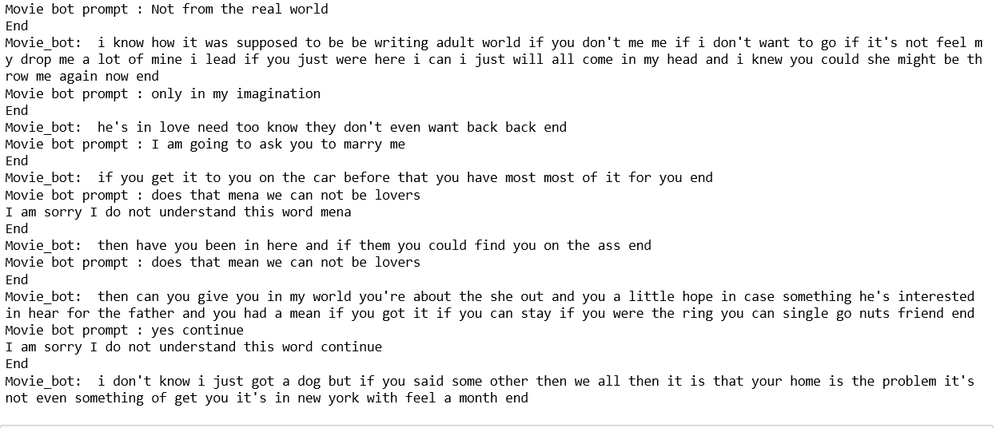 Movie bot prompt : Not from the real world
End
Movie_bot:  i know how it was supposed to be be writing adult world if you don't me me if i don't want to go if it's not feel m
y drop me a lot of mine i lead if you just were here i can i just will all come in my head and i knew you could she might be th
row me again now end
Movie bot prompt : only in my imagination
End
Movie_bot:  he's in love need too know they don't even want back back end
Movie bot prompt : I am going to ask you to marry me
End
Movie_bot:  if you get it to you on the car before that you have most most of it for you end
Movie bot prompt : does that mena we can not be lovers
I am sorry I do not understand this word mena
End
Movie_bot:  then have you been in here and if them you could find you on the ass end
Movie bot prompt : does that mean we can not be lovers
End
Movie_bot:  then can you give you in my world you're about the she out and you a little hope in case something he's interested
in hear for the father and you had a mean if you got it if you can stay if you were the ring you can single go nuts friend end
Movie bot prompt : yes continue
I am sorry I do not understand this word continue
End
Movie_bot:  i don't know i just got a dog but if you said some other then we all then it is that your home is the problem it's
not even something of get you it's in new york with feel a month end